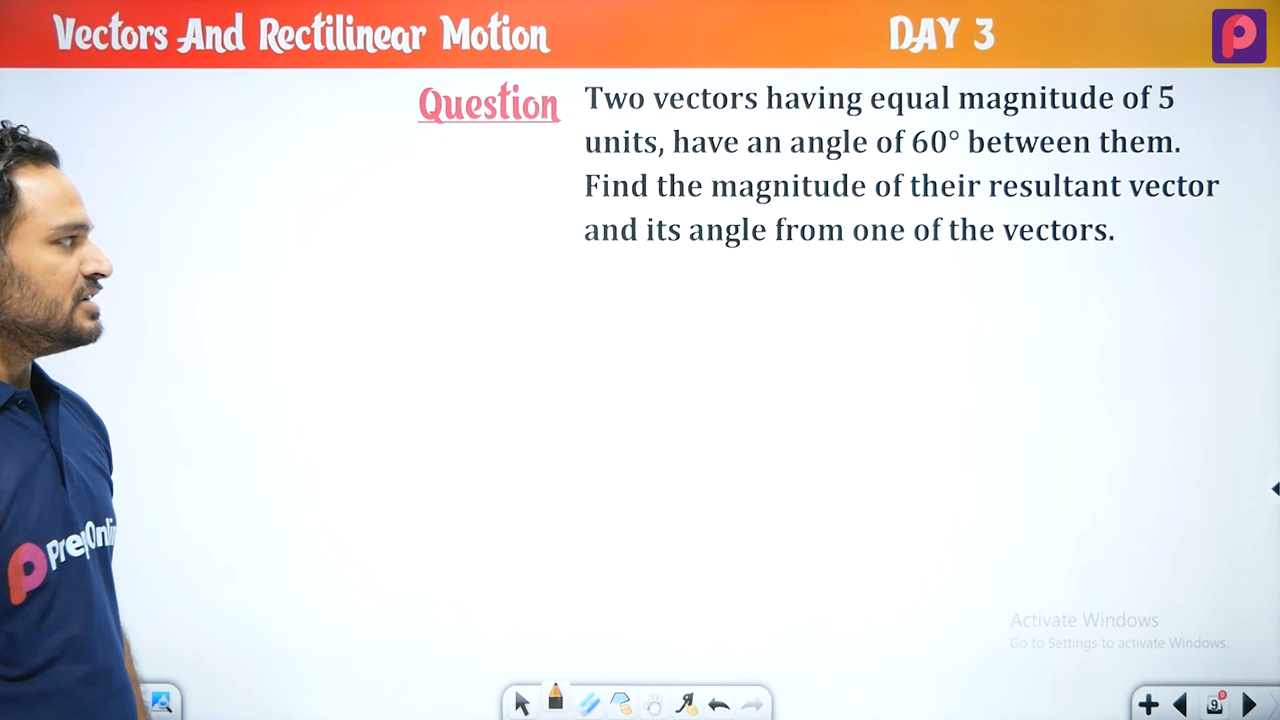 Vectors And Rectilinear Motion
DAY 3
Question
Two vectors having equal magnitude of 5
units, have an angle of 60° between them.
Find the magnitude of their resultant vector
and its angle from one of the vectors.
Activate Windows
Go to Settings to activate Windows.
9